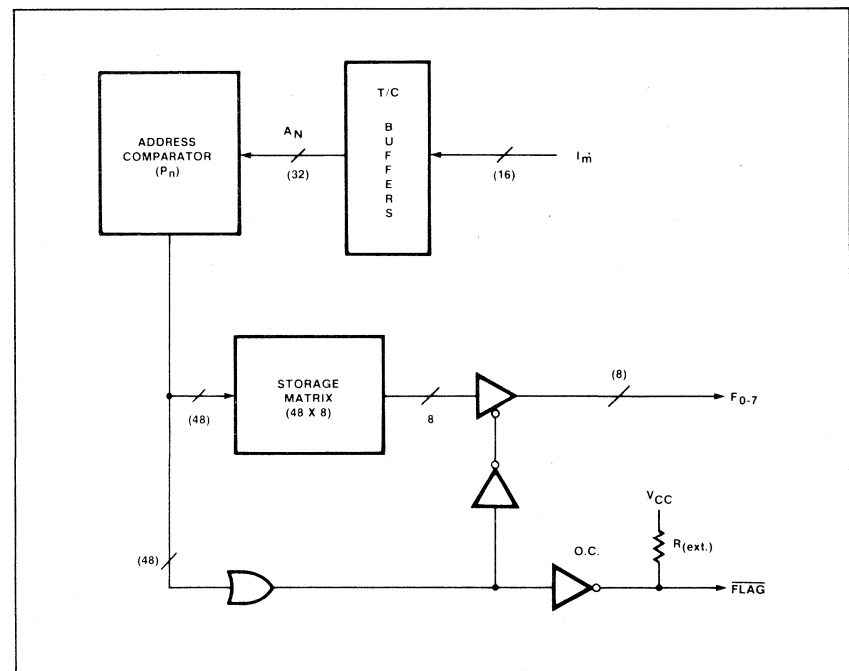 T/C
BUFFERS
ADDRESS
COMPARATOR
(Pn)
AN
(32)
(16)
Im
STORAGE
MATRIX
(48 X 8)
(48)
8
(8)
F0-7
VCC
R(ext.)
O.C.
(48)
FLAG